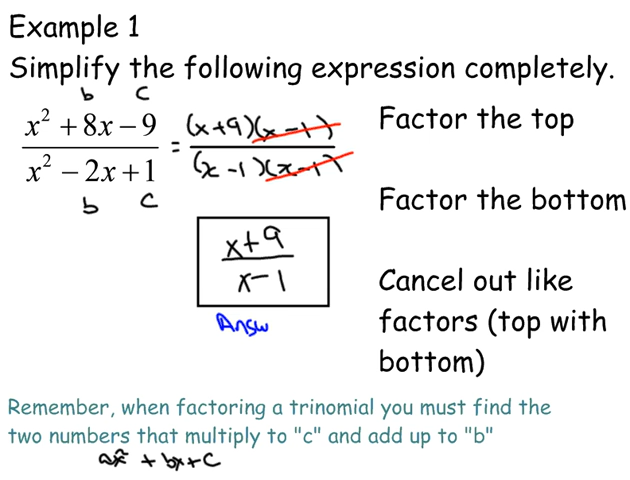 Example 1
Simplify the following expression completely.
b c
x² + 8x − 9 / x² − 2x + 1 = (x+9)(x−1) / (x−1)(x−1)
b c
Factor the top
Factor the bottom
x+9 / x−1
Answ
Cancel out like
factors (top with
bottom)
Remember, when factoring a trinomial you must find the
two numbers that multiply to "c" and add up to "b"
ax² + bx + c